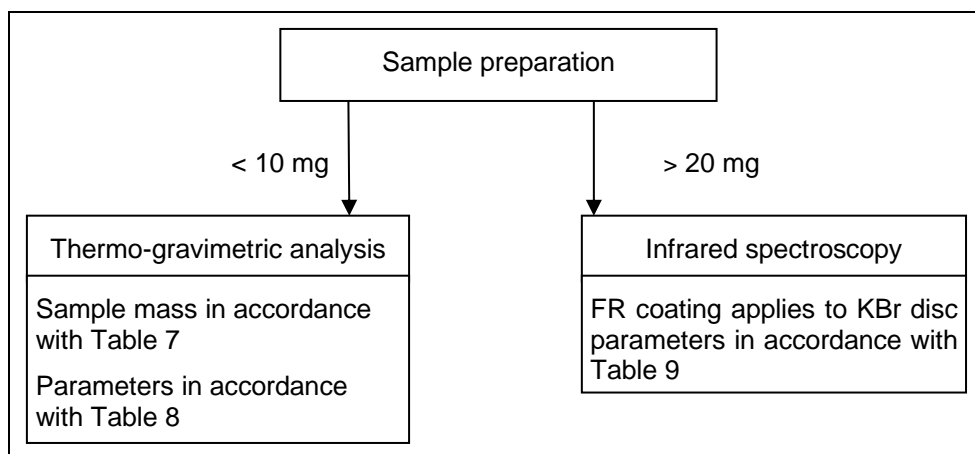 Sample preparation
< 10 mg
> 20 mg
Thermo-gravimetric analysis
Sample mass in accordance
with Table 7
Parameters in accordance
with Table 8
Infrared spectroscopy
FR coating applies to KBr disc
parameters in accordance with
Table 9